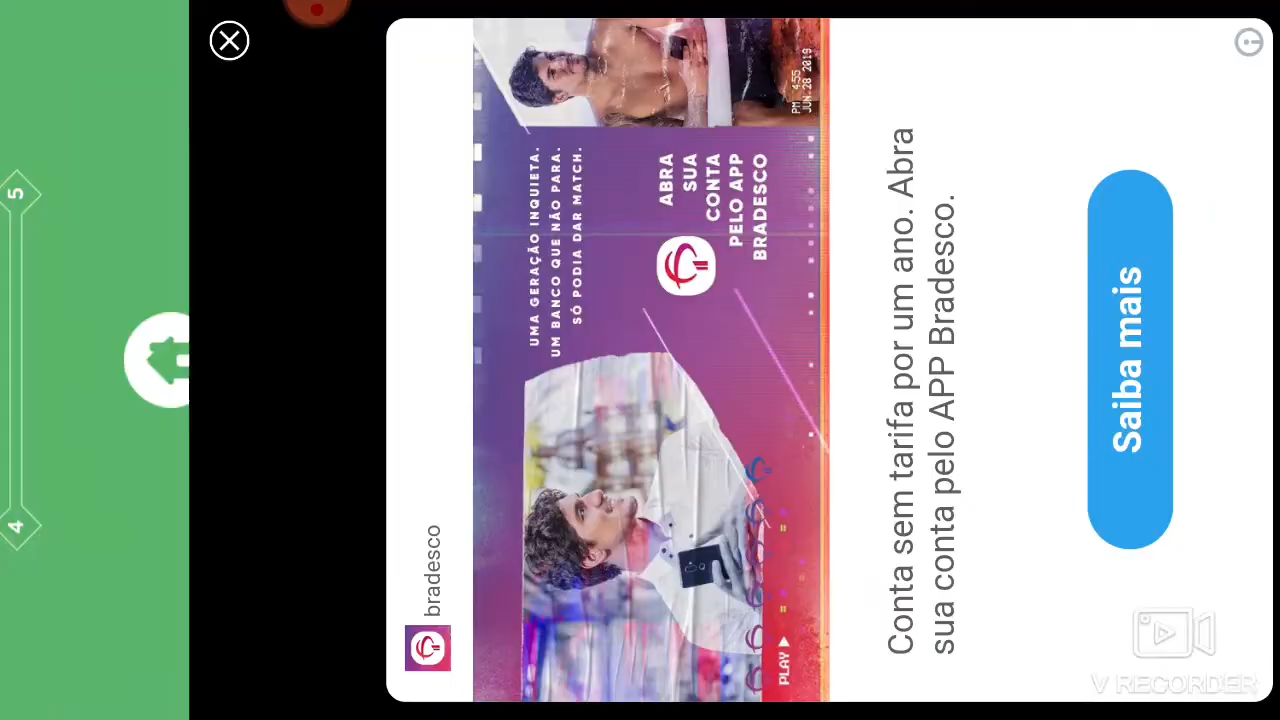 bradesco
UMA GERAÇÃO INQUIETA.
UM BANCO QUE NÃO PARA.
SÓ PODIA DAR MATCH.
ABRA
SUA
CONTA
PELO APP
BRADESCO
PLAY
PM 4:55
JUN.28 2019
Conta sem tarifa por um ano. Abra
sua conta pelo APP Bradesco.
Saiba mais
4
5
V RECORDER